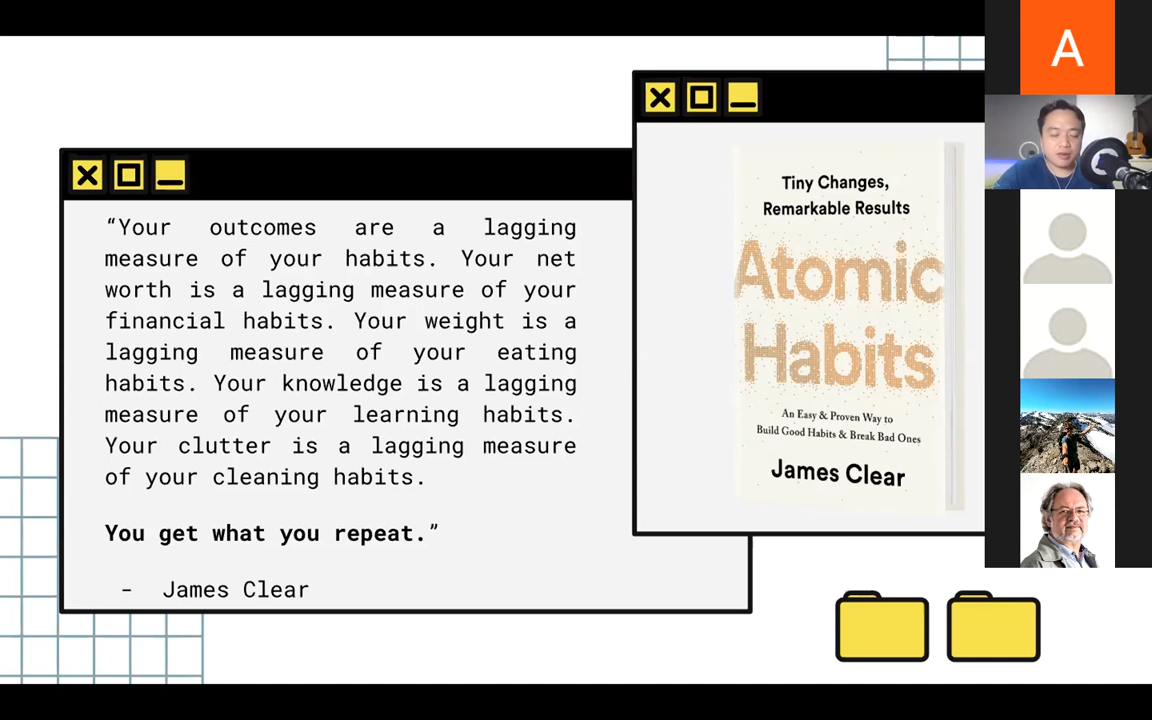 “Your outcomes are a lagging
measure of your habits. Your net
worth is a lagging measure of your
financial habits. Your weight is a
lagging measure of your eating
habits. Your knowledge is a lagging
measure of your learning habits.
Your clutter is a lagging measure
of your cleaning habits.
You get what you repeat.”
- James Clear
Tiny Changes,
Remarkable Results
Atomic
Habits
An Easy & Proven Way to
Build Good Habits & Break Bad Ones
James Clear
A